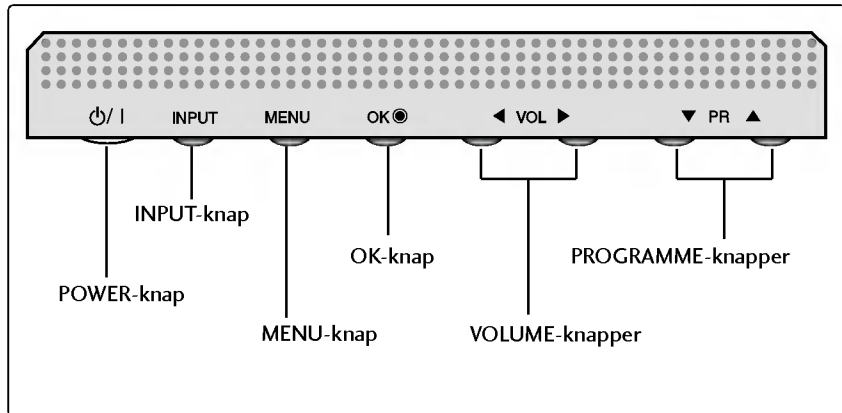 ⏻/ I INPUT MENU OK◉ ◀ VOL ▶ ▼ PR ▲
INPUT-knap
OK-knap
PROGRAMME-knapper
POWER-knap
MENU-knap
VOLUME-knapper